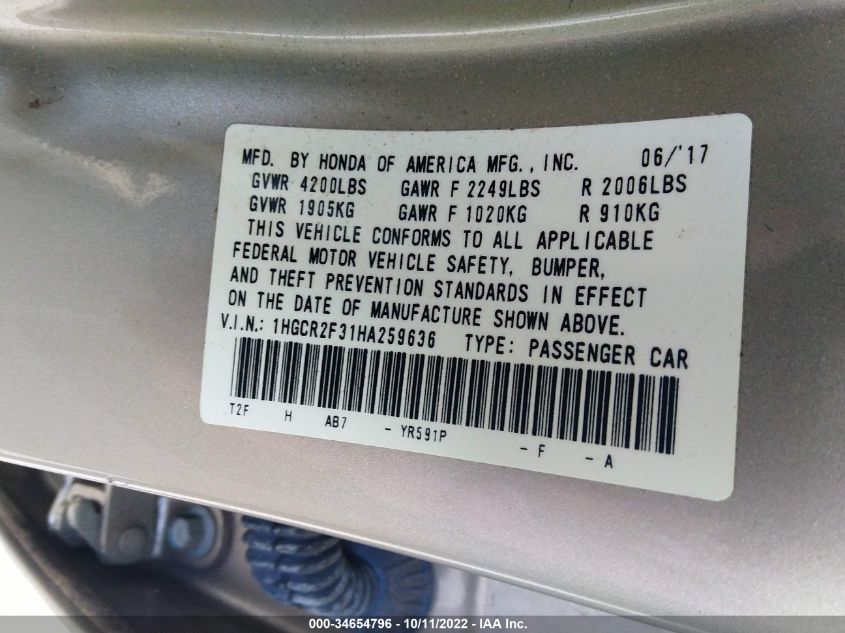 MFD. BY HONDA OF AMERICA MFG., INC. 06/'17
GVWR 4200LBS GAWR F 2249LBS R 2006LBS
GVWR 1905KG GAWR F 1020KG R 910KG
THIS VEHICLE CONFORMS TO ALL APPLICABLE
FEDERAL MOTOR VEHICLE SAFETY, BUMPER,
AND THEFT PREVENTION STANDARDS IN EFFECT
ON THE DATE OF MANUFACTURE SHOWN ABOVE.
V.I.N.: 1HGCR2F31HA259636 TYPE: PASSENGER CAR
T2F H AB7 - YR591P - F - A
000-34654796 - 10/11/2022 - IAA Inc.